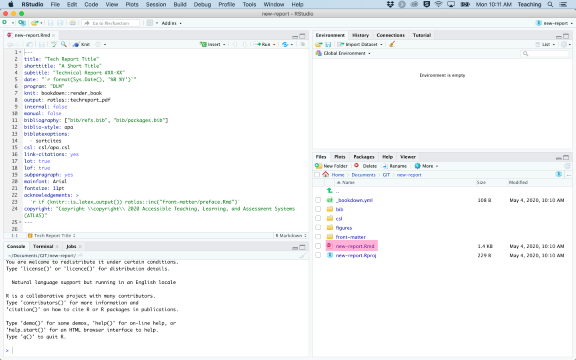 RStudio File Edit Code View Plots Session Build Debug Profile Tools Window Help
Mon 10:11 AM Teaching
new-report - RStudio
Go to file/function Addins
new-report
new-report.Rmd
Knit Insert Run
1 ---
2 title: "Tech Report Title"
3 shorttitle: "A Short Title"
4 subtitle: "Technical Report #XX-XX"
5 date: "`r format(Sys.Date(), '%B %Y')`"
6 program: "DLM"
7 knit: bookdown::render_book
8 output: ratlas::techreport_pdf
9 internal: false
10 manual: false
11 bibliography: ["bib/refs.bib", "bib/packages.bib"]
12 biblio-style: apa
13 biblatexoptions:
14 - sortcites
15 csl: csl/apa.csl
16 link-citations: yes
17 lot: true
18 lof: true
19 subparagraph: yes
20 mainfont: Arial
21 fontsize: 11pt
22 acknowledgements: >
23 `r if (knitr::is_latex_output()) ratlas::inc("front-matter/preface.Rmd")`
24 copyright: "Copyright \\copyright\\ 2020 Accessible Teaching, Learning, and Assessment Systems
(ATLAS)"
25 ---
1:1 Tech Report Title R Markdown
Console Terminal Jobs
~/Documents/GIT/new-report/
You are welcome to redistribute it under certain conditions.
Type 'license()' or 'licence()' for distribution details.
Natural language support but running in an English locale
R is a collaborative project with many contributors.
Type 'contributors()' for more information and
'citation()' on how to cite R or R packages in publications.
Type 'demo()' for some demos, 'help()' for on-line help, or
'help.start()' for an HTML browser interface to help.
Type 'q()' to quit R.
>
Environment History Connections Tutorial
Import Dataset List
Global Environment
Environment is empty
Files Plots Packages Help Viewer
New Folder Delete Rename More
Home Documents GIT new-report
Name Size Modified
..
_bookdown.yml 108 B May 4, 2020, 10:10 AM
bib
csl
figures
front-matter
new-report.Rmd 1.4 KB May 4, 2020, 10:10 AM
new-report.Rproj 229 B May 4, 2020, 10:10 AM